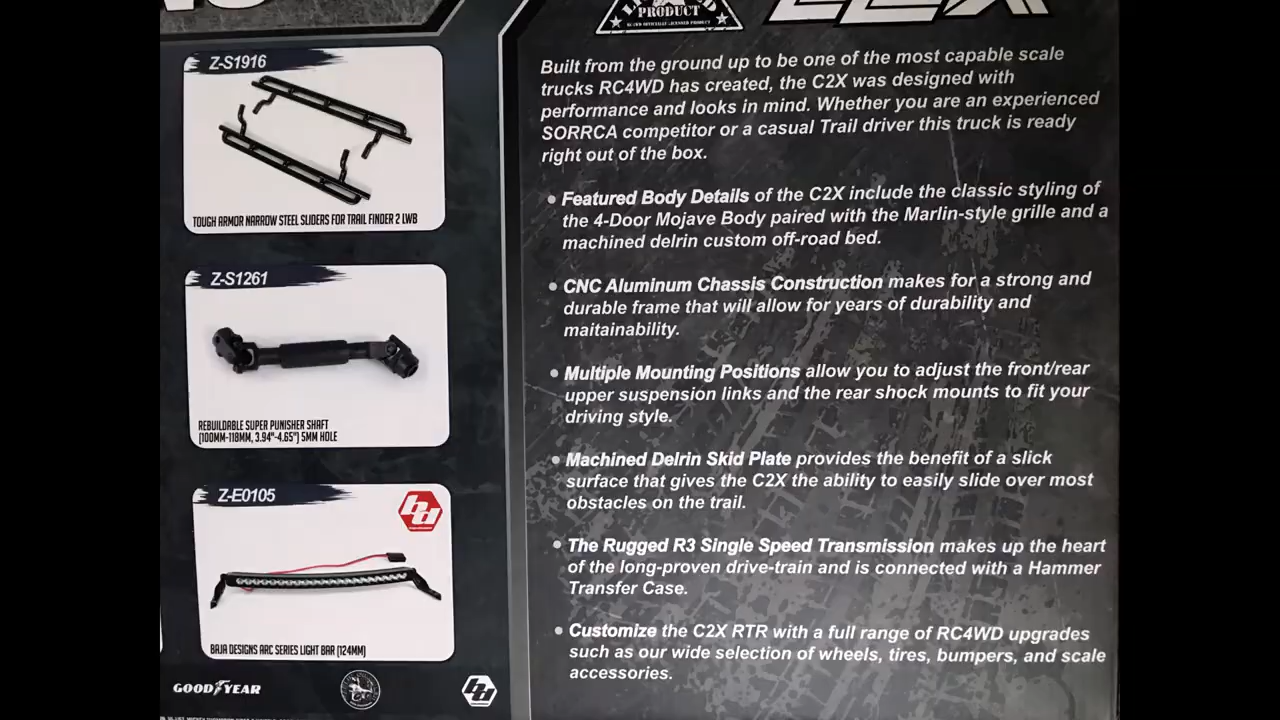 Z-S1916
TOUGH ARMOR NARROW STEEL SLIDERS FOR TRAIL FINDER 2 LWB
Z-S1261
REBUILDABLE SUPER PUNISHER SHAFT
(100MM-118MM, 3.94"-4.65") 5MM HOLE
Z-E0105
bd
BAJA DESIGNS ARC SERIES LIGHT BAR (124MM)
GOODYEAR
bd
PRODUCT
RC4WD OFFICIALLY LICENSED PRODUCT
C2X
Built from the ground up to be one of the most capable scale
trucks RC4WD has created, the C2X was designed with
performance and looks in mind. Whether you are an experienced
SORRCA competitor or a casual Trail driver this truck is ready
right out of the box.
• Featured Body Details of the C2X include the classic styling of
the 4-Door Mojave Body paired with the Marlin-style grille and a
machined delrin custom off-road bed.
• CNC Aluminum Chassis Construction makes for a strong and
durable frame that will allow for years of durability and
maitainability.
• Multiple Mounting Positions allow you to adjust the front/rear
upper suspension links and the rear shock mounts to fit your
driving style.
• Machined Delrin Skid Plate provides the benefit of a slick
surface that gives the C2X the ability to easily slide over most
obstacles on the trail.
• The Rugged R3 Single Speed Transmission makes up the heart
of the long-proven drive-train and is connected with a Hammer
Transfer Case.
• Customize the C2X RTR with a full range of RC4WD upgrades
such as our wide selection of wheels, tires, bumpers, and scale
accessories.